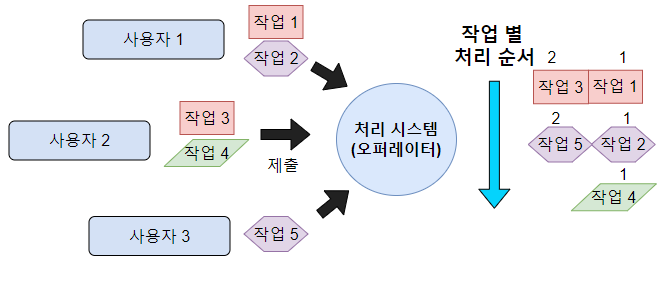 사용자 1
작업 1
작업 2
사용자 2
작업 3
작업 4
제출
사용자 3
작업 5
처리 시스템
(오퍼레이터)
작업 별
처리 순서
2 1
작업 3 작업 1
2 1
작업 5 작업 2
1
작업 4